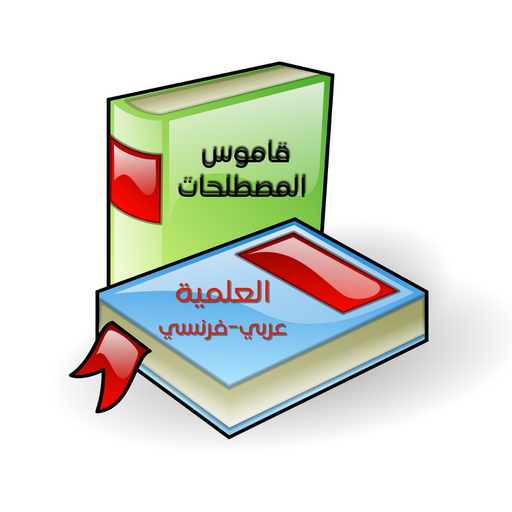 قاموس
المصطلحات
العلمية
عربي-فرنسي